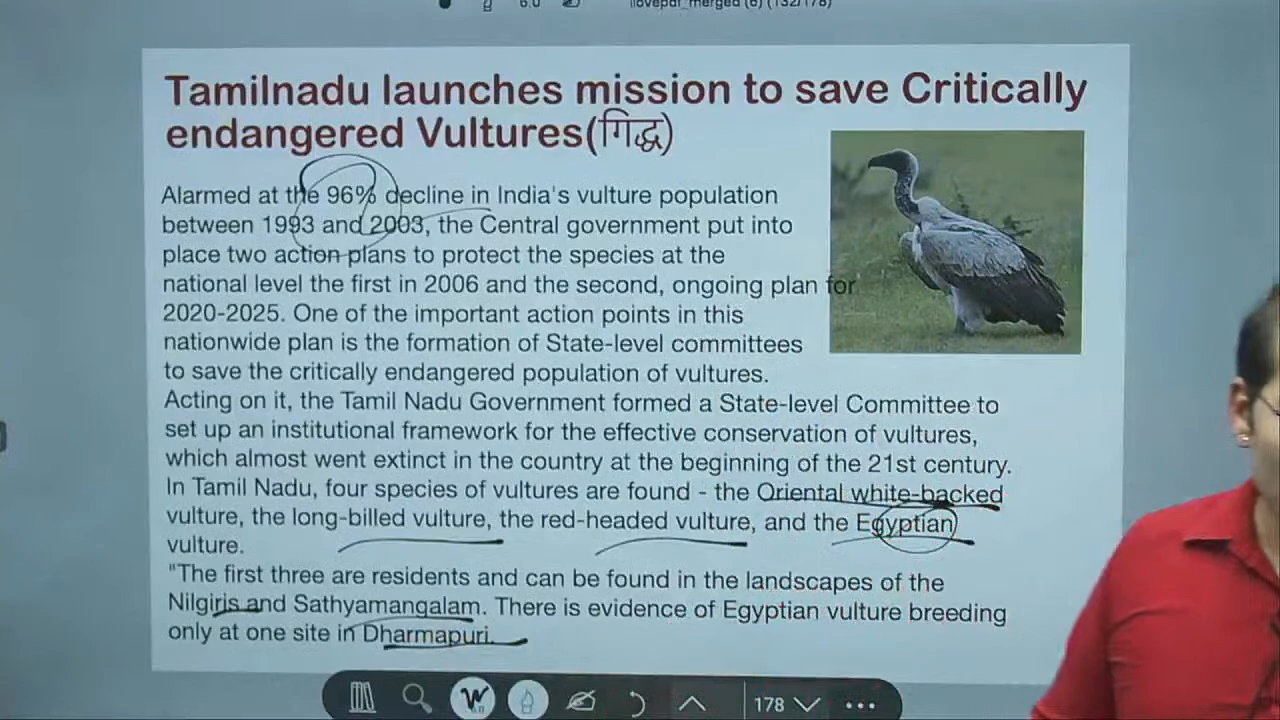 6.0 ilovepdf_merged (6) (132/178)
Tamilnadu launches mission to save Critically
endangered Vultures(गिद्ध)
Alarmed at the 96% decline in India's vulture population
between 1993 and 2003, the Central government put into
place two action plans to protect the species at the
national level the first in 2006 and the second, ongoing plan for
2020-2025. One of the important action points in this
nationwide plan is the formation of State-level committees
to save the critically endangered population of vultures.
Acting on it, the Tamil Nadu Government formed a State-level Committee to
set up an institutional framework for the effective conservation of vultures,
which almost went extinct in the country at the beginning of the 21st century.
In Tamil Nadu, four species of vultures are found - the Oriental white-backed
vulture, the long-billed vulture, the red-headed vulture, and the Egyptian
vulture.
"The first three are residents and can be found in the landscapes of the
Nilgiris and Sathyamangalam. There is evidence of Egyptian vulture breeding
only at one site in Dharmapuri.
178